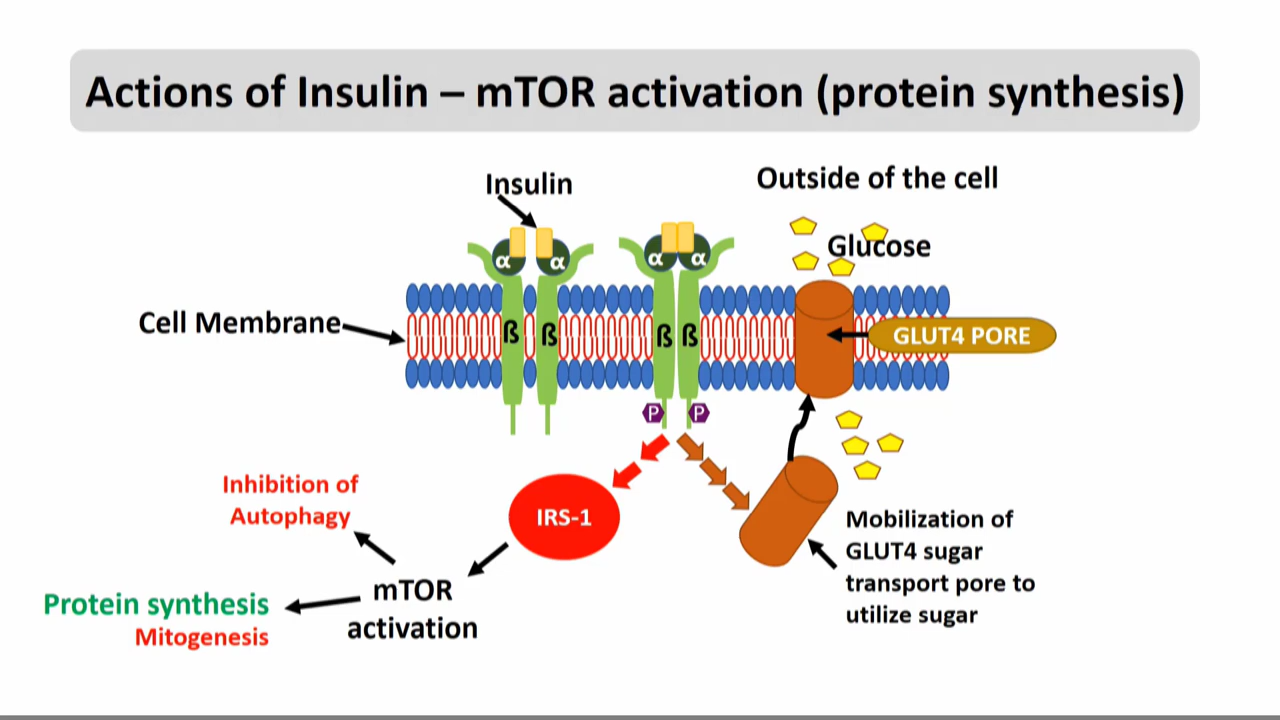 Actions of Insulin – mTOR activation (protein synthesis)
Insulin
Outside of the cell
Glucose
α
α
α
α
Cell Membrane
ß
ß
ß
ß
GLUT4 PORE
P
P
Inhibition of
Autophagy
IRS-1
Mobilization of
GLUT4 sugar
transport pore to
utilize sugar
mTOR
activation
Protein synthesis
Mitogenesis